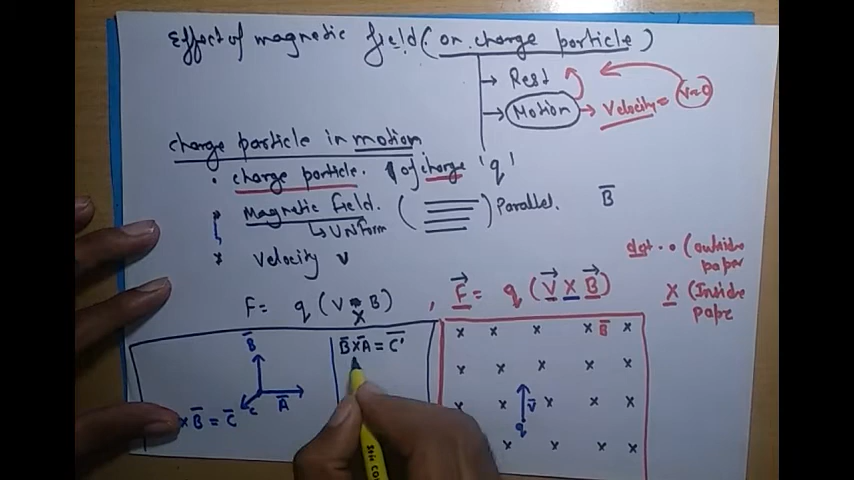 Effect of magnetic field (on charge particle)
→ Rest
→ Motion → Velocity = v=0
charge particle in motion
• charge particle. of charge 'q'
• Magnetic field. ( ) Parallel. B
↳ UNIform
* Velocity v
dot • (outside paper
X (Inside pape
F = q (V × B) , F = q (V X B)
B
A
C
×B = C
B×A = C'
x x x x B x
x x x x
x x x x
V
q
x x x